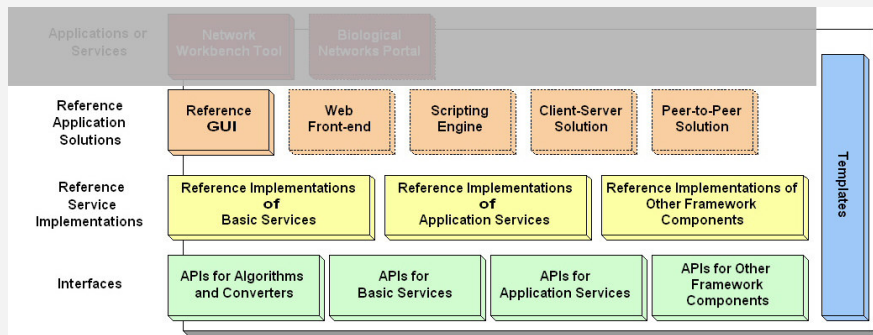 Applications or
Services
Network
Workbench Tool
Biological
Networks Portal
Reference
Application
Solutions
Reference
GUI
Web
Front-end
Scripting
Engine
Client-Server
Solution
Peer-to-Peer
Solution
Templates
Reference
Service
Implementations
Reference Implementations
of
Basic Services
Reference Implementations
of
Application Services
Reference Implementations of
Other Framework
Components
Interfaces
APIs for Algorithms
and Converters
APIs for
Basic Services
APIs for
Application Services
APIs for Other
Framework
Components